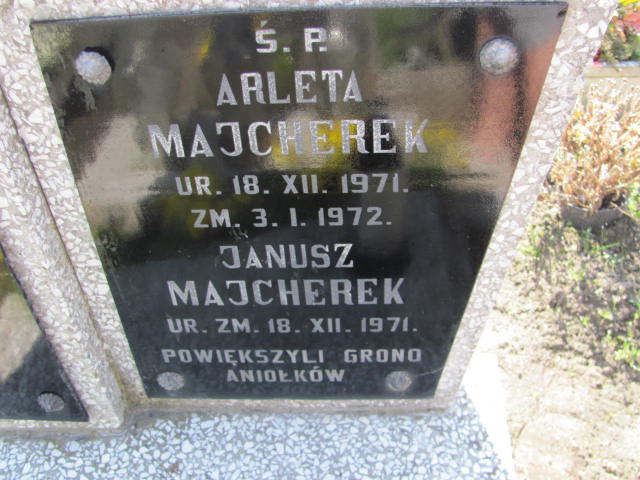 Ś. P.
ARLETA
MAJCHEREK
UR. 18. XII. 1971.
ZM. 3. I. 1972.
JANUSZ
MAJCHEREK
UR. ZM. 18. XII. 1971.
POWIĘKSZYLI GRONO
ANIOŁKÓW